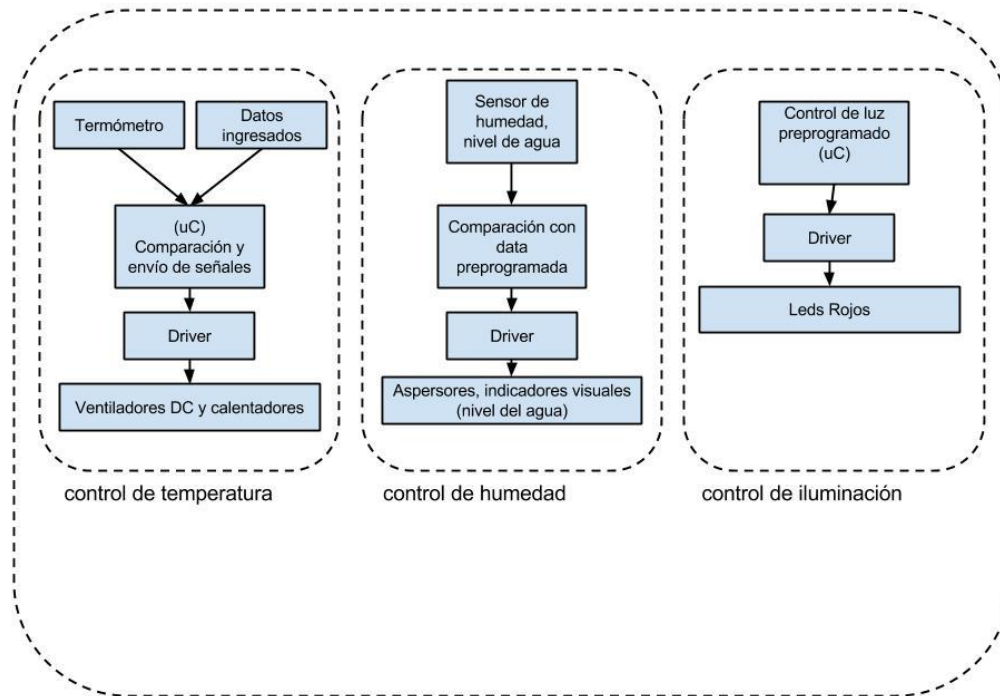 Termómetro
Datos
ingresados
(uC)
Comparación y
envío de señales
Driver
Ventiladores DC y calentadores
control de temperatura
Sensor de
humedad,
nivel de agua
Comparación con
data
preprogramada
Driver
Aspersores, indicadores visuales
(nivel del agua)
control de humedad
Control de luz
preprogramado
(uC)
Driver
Leds Rojos
control de iluminación